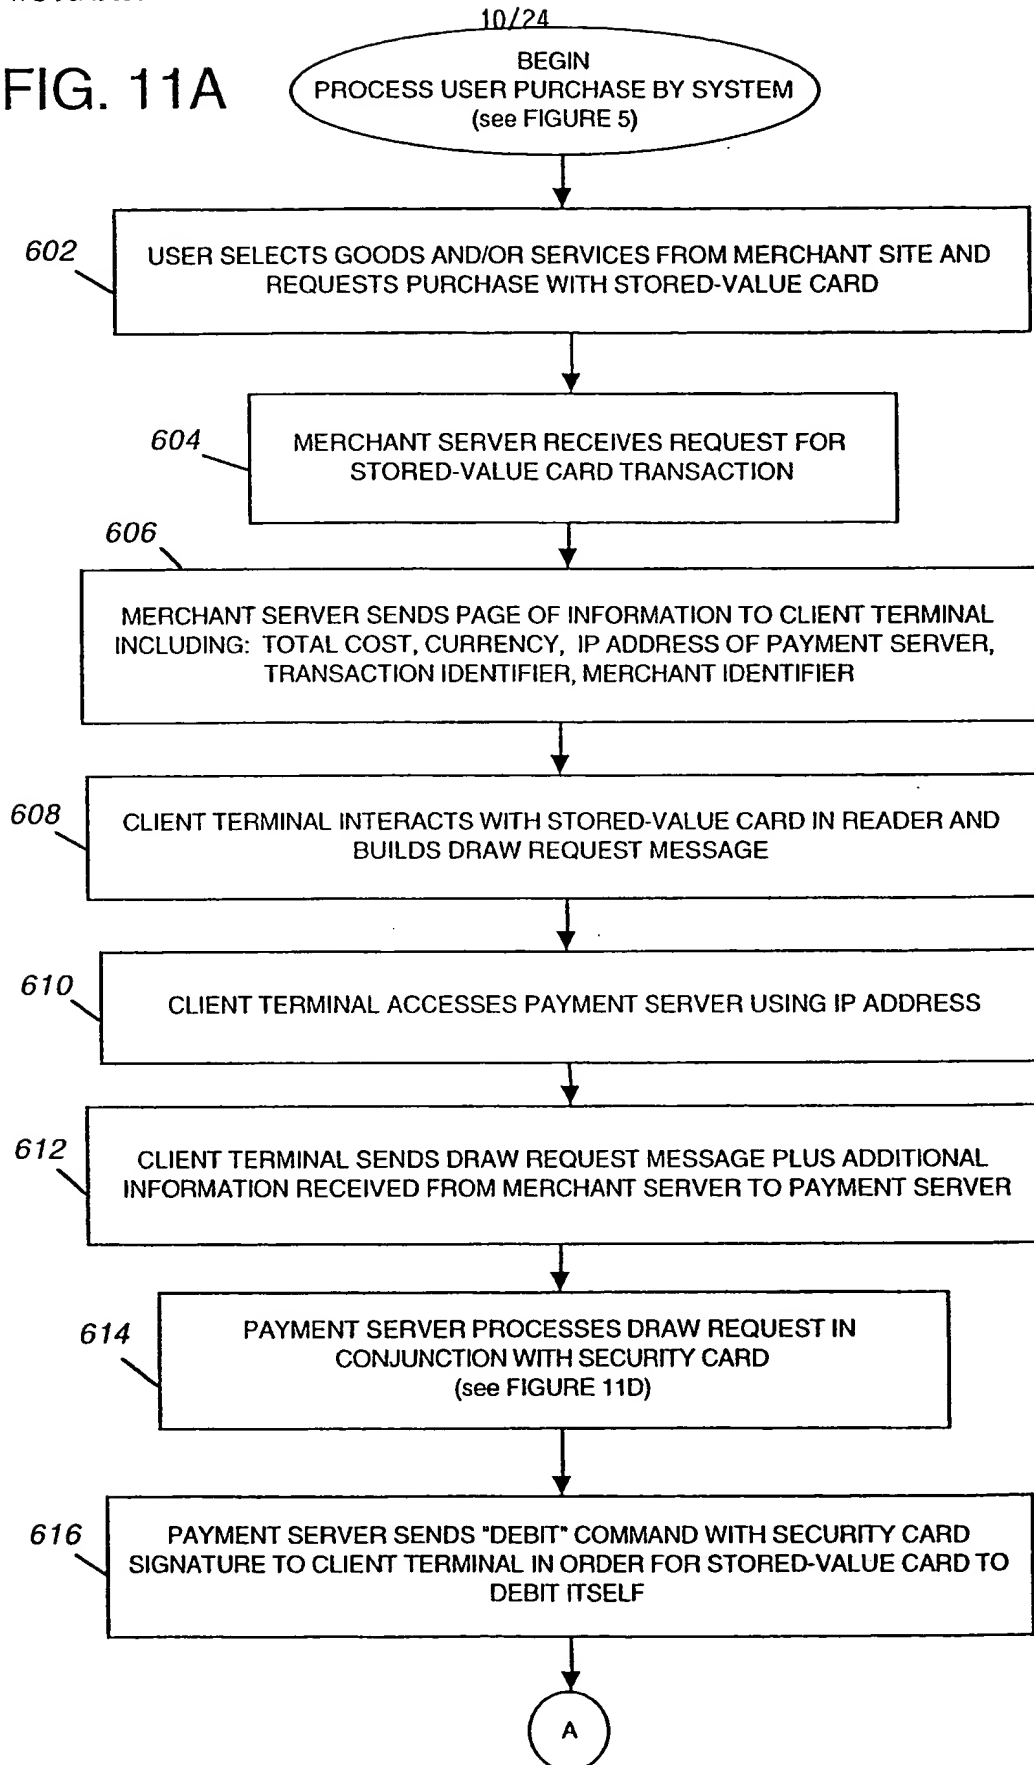 10/24
FIG. 11A
BEGIN
PROCESS USER PURCHASE BY SYSTEM
(see FIGURE 5)
602
USER SELECTS GOODS AND/OR SERVICES FROM MERCHANT SITE AND
REQUESTS PURCHASE WITH STORED-VALUE CARD
604
MERCHANT SERVER RECEIVES REQUEST FOR
STORED-VALUE CARD TRANSACTION
606
MERCHANT SERVER SENDS PAGE OF INFORMATION TO CLIENT TERMINAL
INCLUDING: TOTAL COST, CURRENCY, IP ADDRESS OF PAYMENT SERVER,
TRANSACTION IDENTIFIER, MERCHANT IDENTIFIER
608
CLIENT TERMINAL INTERACTS WITH STORED-VALUE CARD IN READER AND
BUILDS DRAW REQUEST MESSAGE
610
CLIENT TERMINAL ACCESSES PAYMENT SERVER USING IP ADDRESS
612
CLIENT TERMINAL SENDS DRAW REQUEST MESSAGE PLUS ADDITIONAL
INFORMATION RECEIVED FROM MERCHANT SERVER TO PAYMENT SERVER
614
PAYMENT SERVER PROCESSES DRAW REQUEST IN
CONJUNCTION WITH SECURITY CARD
(see FIGURE 11D)
616
PAYMENT SERVER SENDS "DEBIT" COMMAND WITH SECURITY CARD
SIGNATURE TO CLIENT TERMINAL IN ORDER FOR STORED-VALUE CARD TO
DEBIT ITSELF
A